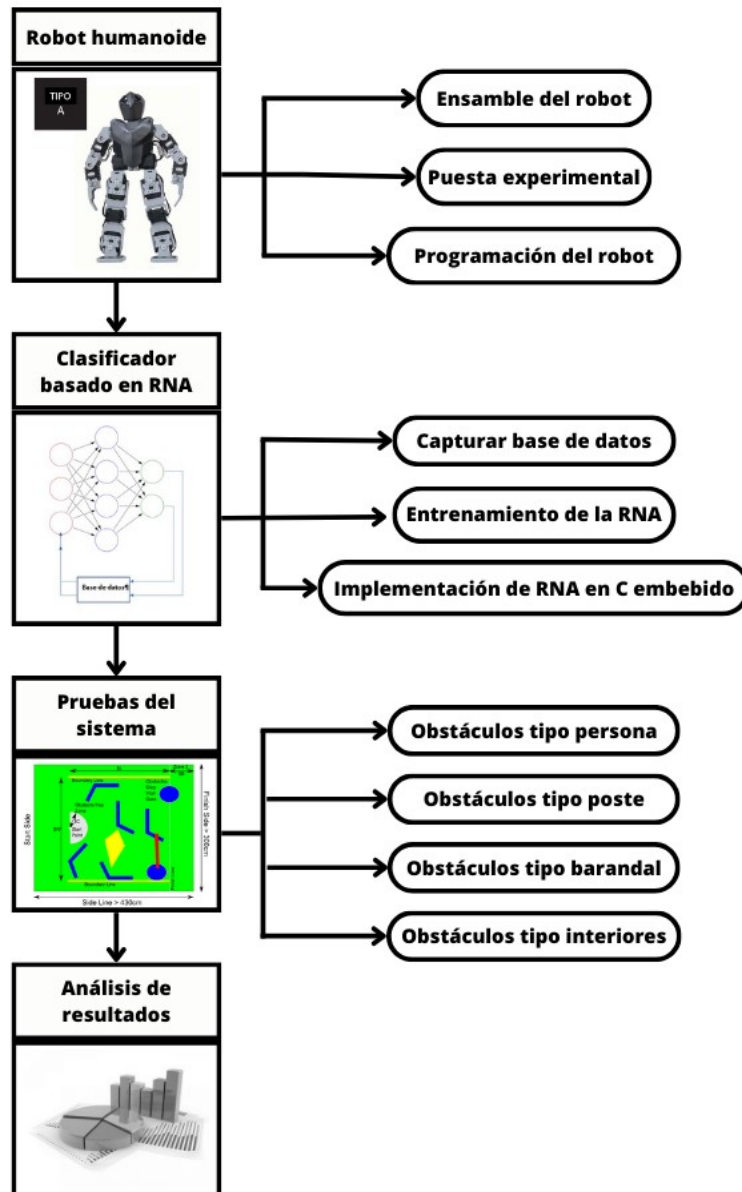 Robot humanoide
TIPO
A
Ensamble del robot
Puesta experimental
Programación del robot
Clasificador
basado en RNA
Base de datos¶
Capturar base de datos
Entrenamiento de la RNA
Implementación de RNA en C embebido
Pruebas del
sistema
Boundary Line
Start Side
Finish Side > 300cm
Boundary Line
Side Line > 430cm
Obstáculos tipo persona
Obstáculos tipo poste
Obstáculos tipo barandal
Obstáculos tipo interiores
Análisis de
resultados